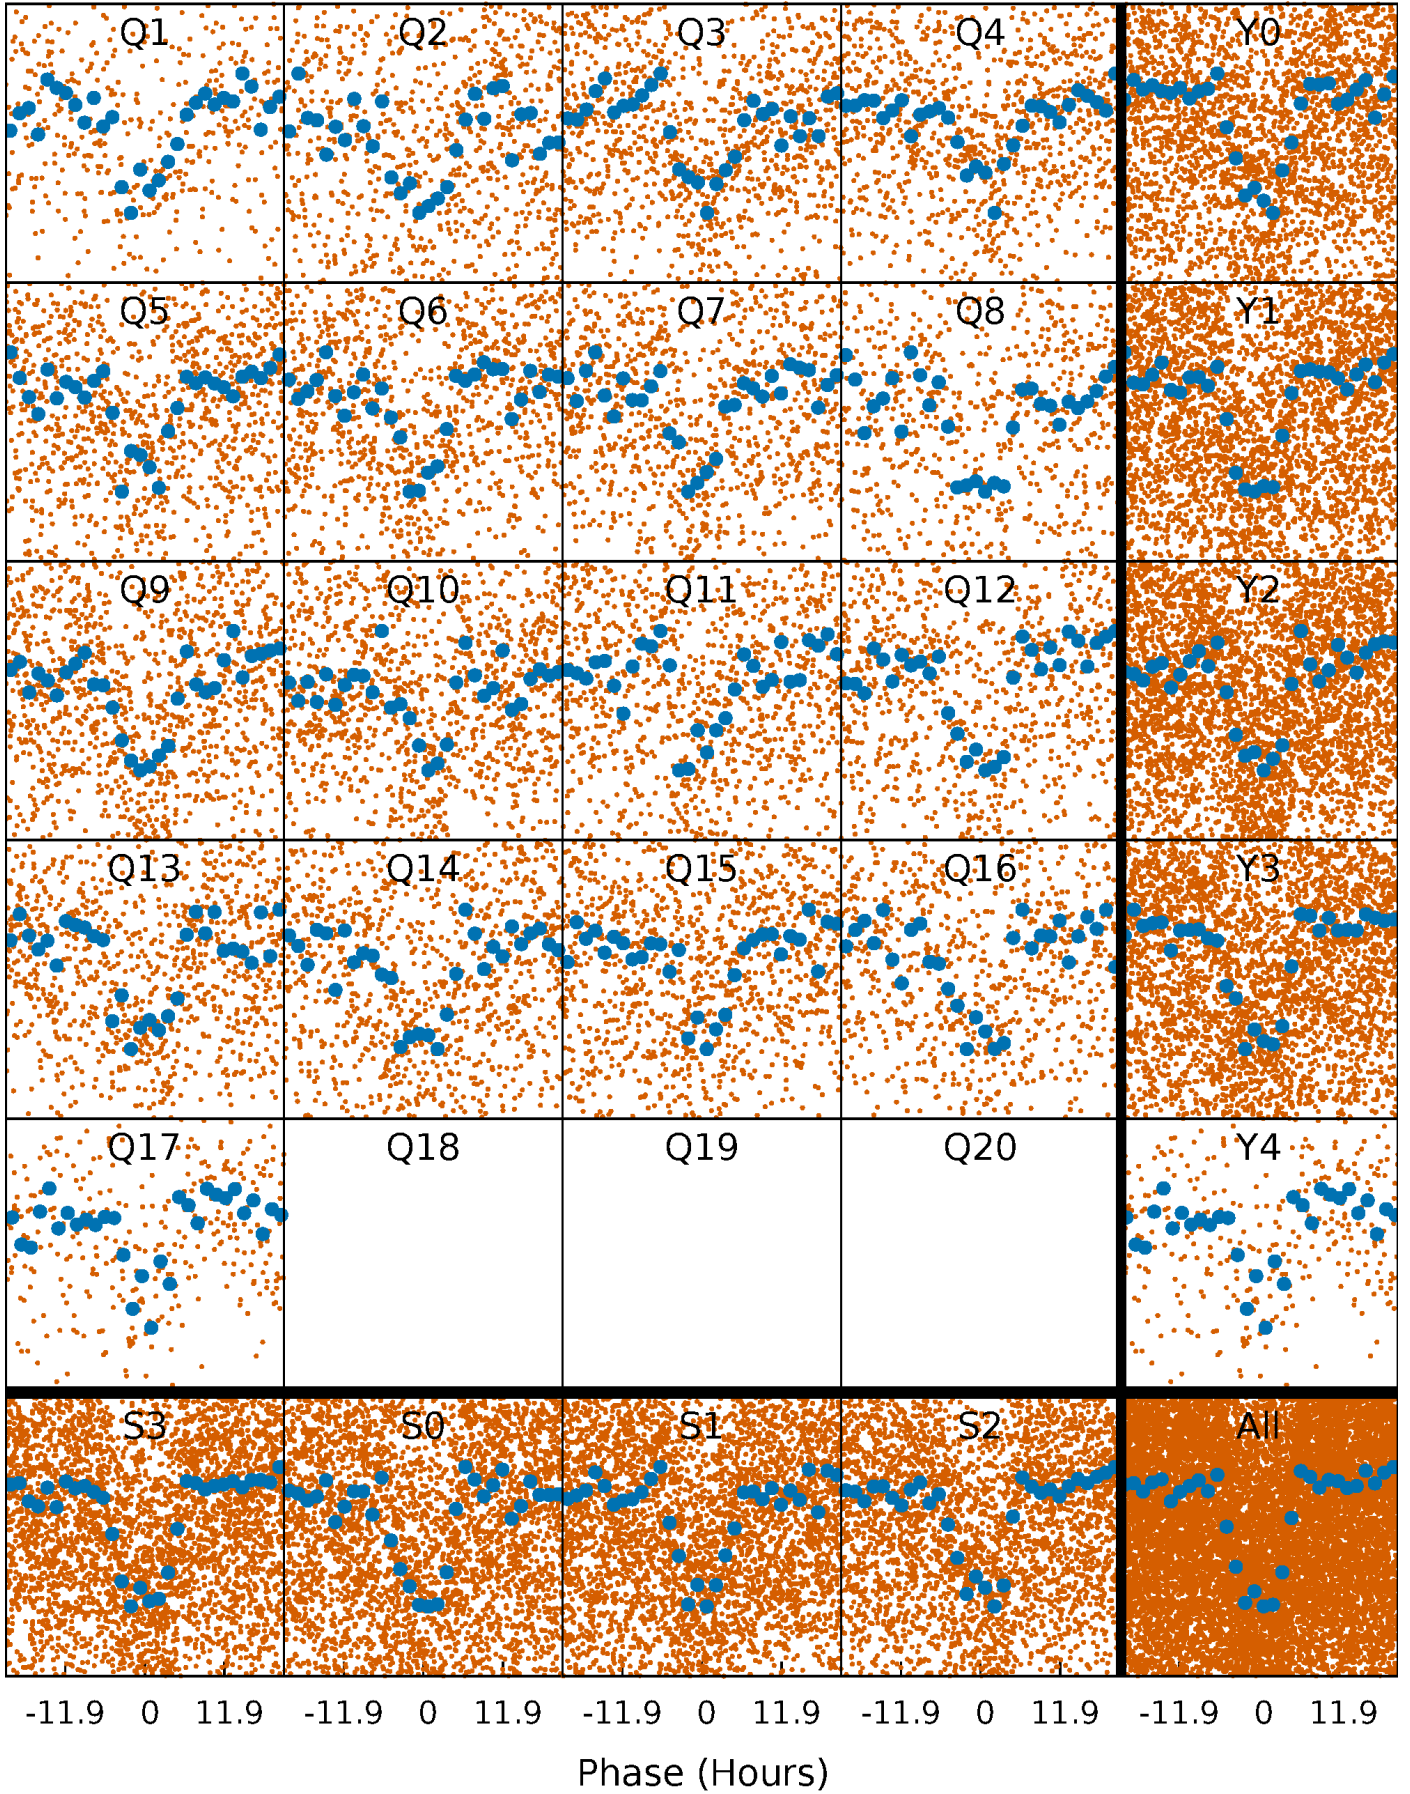 Q1 Q2 Q3 Q4 Y0
Q5 Q6 Q7 Q8 Y1
Q9 Q10 Q11 Q12 Y2
Q13 Q14 Q15 Q16 Y3
Q17 Q18 Q19 Q20 Y4
S3 S0 S1 S2 All
-11.9 0 11.9 -11.9 0 11.9 -11.9 0 11.9 -11.9 0 11.9 -11.9 0 11.9
Phase (Hours)